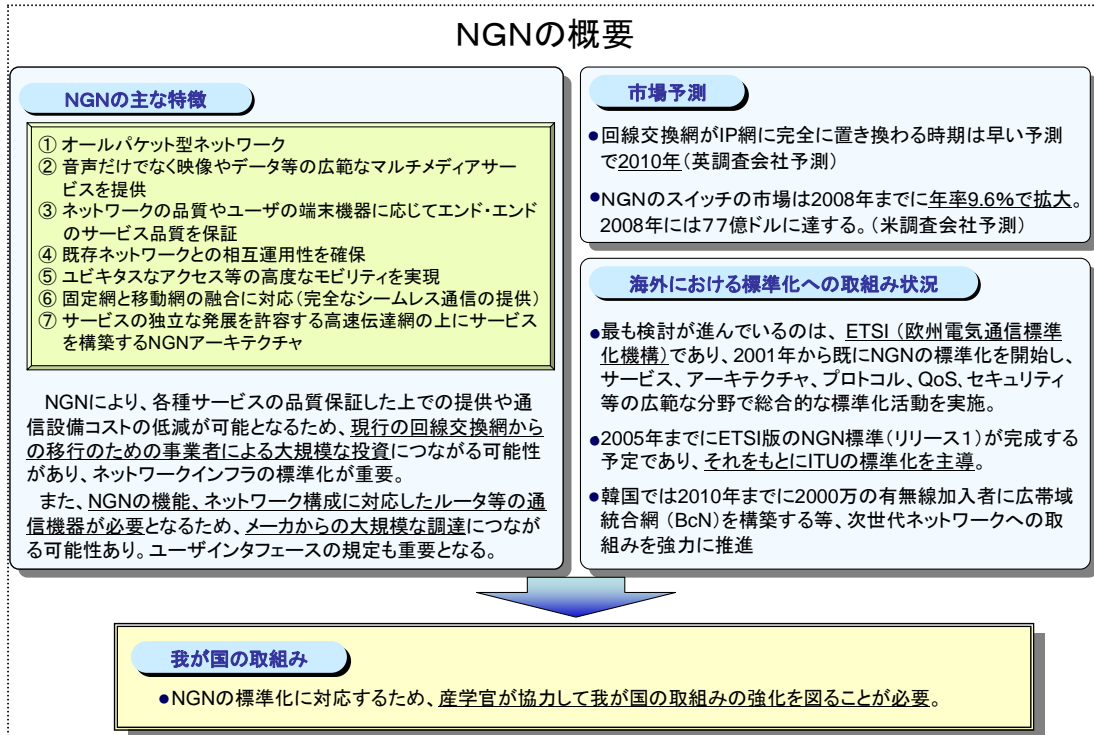 NGNの概要
NGNの主な特徴
① オールパケット型ネットワーク
② 音声だけでなく映像やデータ等の広範なマルチメディアサー
ビスを提供
③ ネットワークの品質やユーザの端末機器に応じてエンド・エンド
のサービス品質を保証
④ 既存ネットワークとの相互運用性を確保
⑤ ユビキタスなアクセス等の高度なモビリティを実現
⑥ 固定網と移動網の融合に対応(完全なシームレス通信の提供)
⑦ サービスの独立な発展を許容する高速伝達網の上にサービス
を構築するNGNアーキテクチャ
NGNにより、各種サービスの品質保証した上での提供や通
信設備コストの低減が可能となるため、現行の回線交換網から
の移行のための事業者による大規模な投資につながる可能性
があり、ネットワークインフラの標準化が重要。
また、NGNの機能、ネットワーク構成に対応したルータ等の通
信機器が必要となるため、メーカからの大規模な調達につなが
る可能性あり。ユーザインタフェースの規定も重要となる。
市場予測
●回線交換網がIP網に完全に置き換わる時期は早い予測
で2010年(英調査会社予測)
●NGNのスイッチの市場は2008年までに年率9.6%で拡大。
2008年には77億ドルに達する。(米調査会社予測)
海外における標準化への取組み状況
●最も検討が進んでいるのは、ETSI(欧州電気通信標準
化機構)であり、2001年から既にNGNの標準化を開始し、
サービス、アーキテクチャ、プロトコル、QoS、セキュリティ
等の広範な分野で総合的な標準化活動を実施。
●2005年までにETSI版のNGN標準(リリース1)が完成する
予定であり、それをもとにITUの標準化を主導。
●韓国では2010年までに2000万の有無線加入者に広帯域
統合網 (BcN)を構築する等、次世代ネットワークへの取
組みを強力に推進
我が国の取組み
●NGNの標準化に対応するため、産学官が協力して我が国の取組みの強化を図ることが必要。